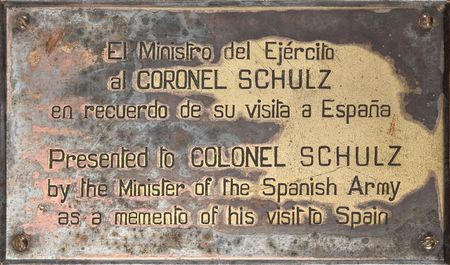 El Ministro del Ejército
al CORONEL SCHULZ
en recuerdo de su visita a España
Presented to COLONEL SCHULZ
by the Minister of the Spanish Army
as a memento of his visit to Spain